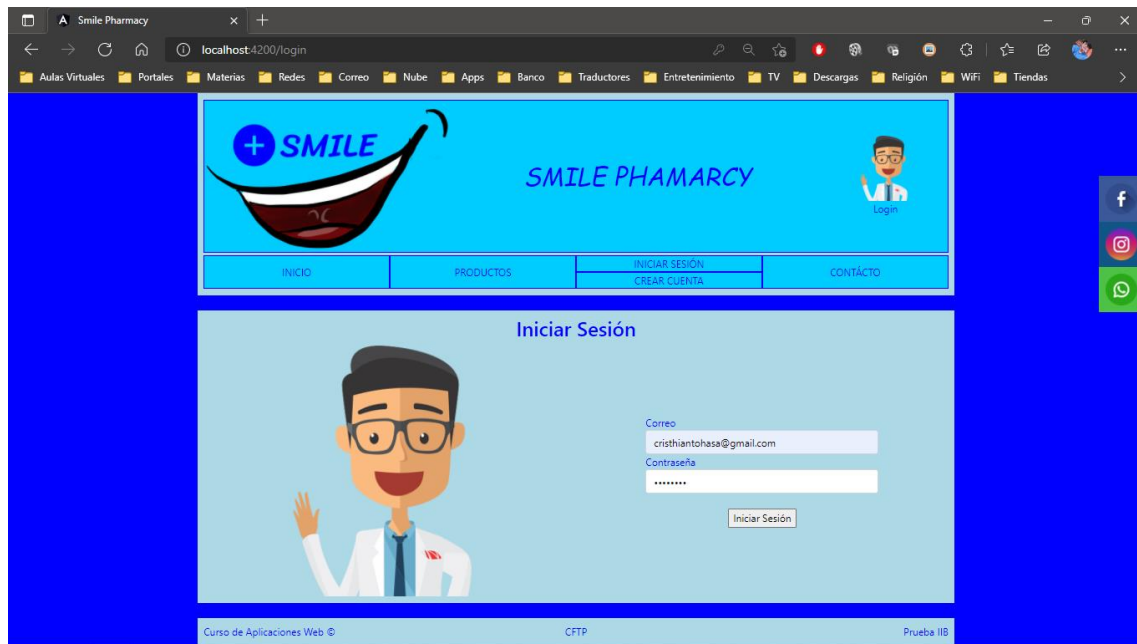 Smile Pharmacy
localhost:4200/login
Aulas Virtuales Portales Materias Redes Correo Nube Apps Banco Traductores Entretenimiento TV Descargas Religión WiFi Tiendas
+ SMILE
SMILE PHAMARCY
Login
INICIO
PRODUCTOS
INICIAR SESIÓN
CREAR CUENTA
CONTÁCTO
Iniciar Sesión
Correo
cristhiantohasa@gmail.com
Contraseña
••••••••
Iniciar Sesión
Curso de Aplicaciones Web © CFTP Prueba IIB